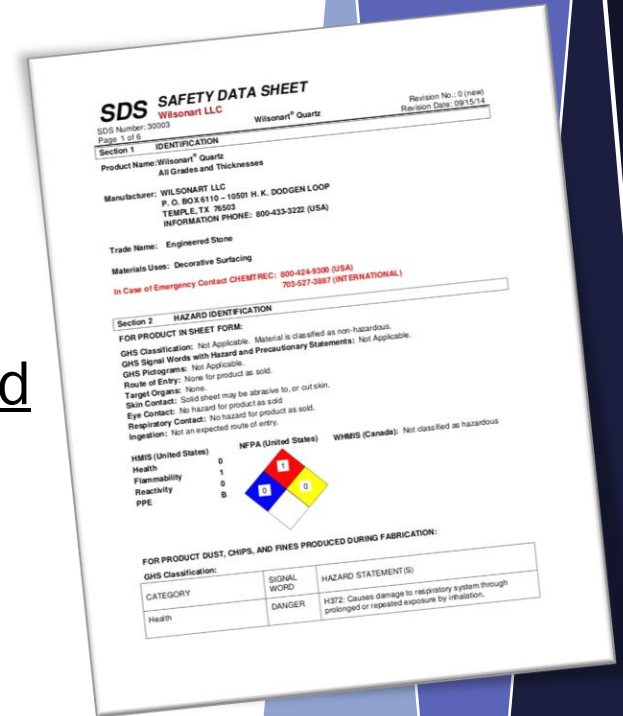 SDS SAFETY DATA SHEET
Wilsonart LLC
SDS Number: 30003
Page 1 of 6
Wilsonart® Quartz
Revision No.: 0 (new)
Revision Date: 09/15/14
Section 1 IDENTIFICATION
Product Name: Wilsonart® Quartz
All Grades and Thicknesses
Manufacturer: WILSONART LLC
P. O. BOX 6110 – 10501 H. K. DODGEN LOOP
TEMPLE, TX 76503
INFORMATION PHONE: 800-433-3222 (USA)
Trade Name: Engineered Stone
Materials Uses: Decorative Surfacing
In Case of Emergency Contact CHEMTREC: 800-424-9300 (USA)
703-527-3887 (INTERNATIONAL)
Section 2 HAZARD IDENTIFICATION
FOR PRODUCT IN SHEET FORM:
GHS Classification: Not Applicable. Material is classified as non-hazardous.
GHS Signal Words with Hazard and Precautionary Statements: Not Applicable.
GHS Pictograms: Not Applicable.
Route of Entry: None for product as sold.
Target Organs: None.
Skin Contact: Solid sheet may be abrasive to, or cut skin.
Eye Contact: No hazard for product as sold
Respiratory Contact: No hazard for product as sold.
Ingestion: Not an expected route of entry.
HMIS (United States) NFPA (United States) WHMIS (Canada): Not classified as hazardous
Health 0
Flammability 1
Reactivity 0
PPE B
1
0 0
FOR PRODUCT DUST, CHIPS, AND FINES PRODUCED DURING FABRICATION:
GHS Classification:
CATEGORY SIGNAL WORD HAZARD STATEMENT(S)
Health DANGER H372: Causes damage to respiratory system through
prolonged or repeated exposure by inhalation.
d